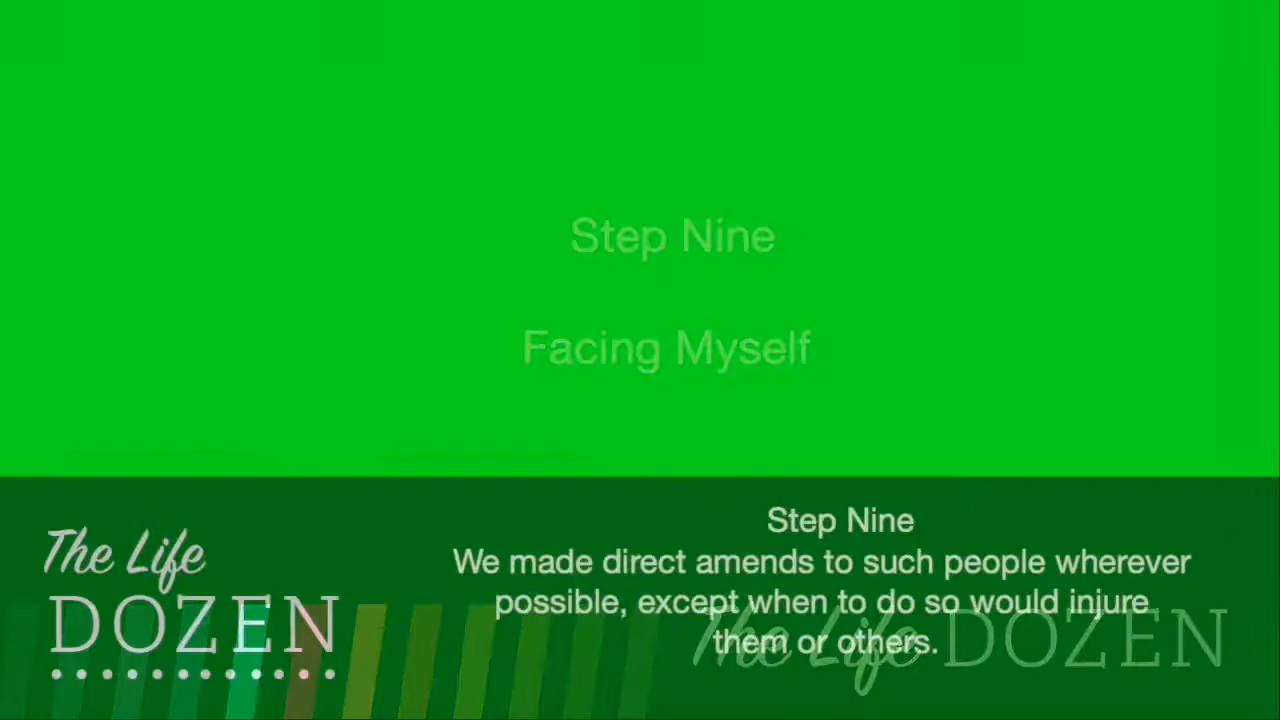 Step Nine
Facing Myself
The Life
DOZEN
Step Nine
We made direct amends to such people wherever
possible, except when to do so would injure
them or others.
The Life DOZEN